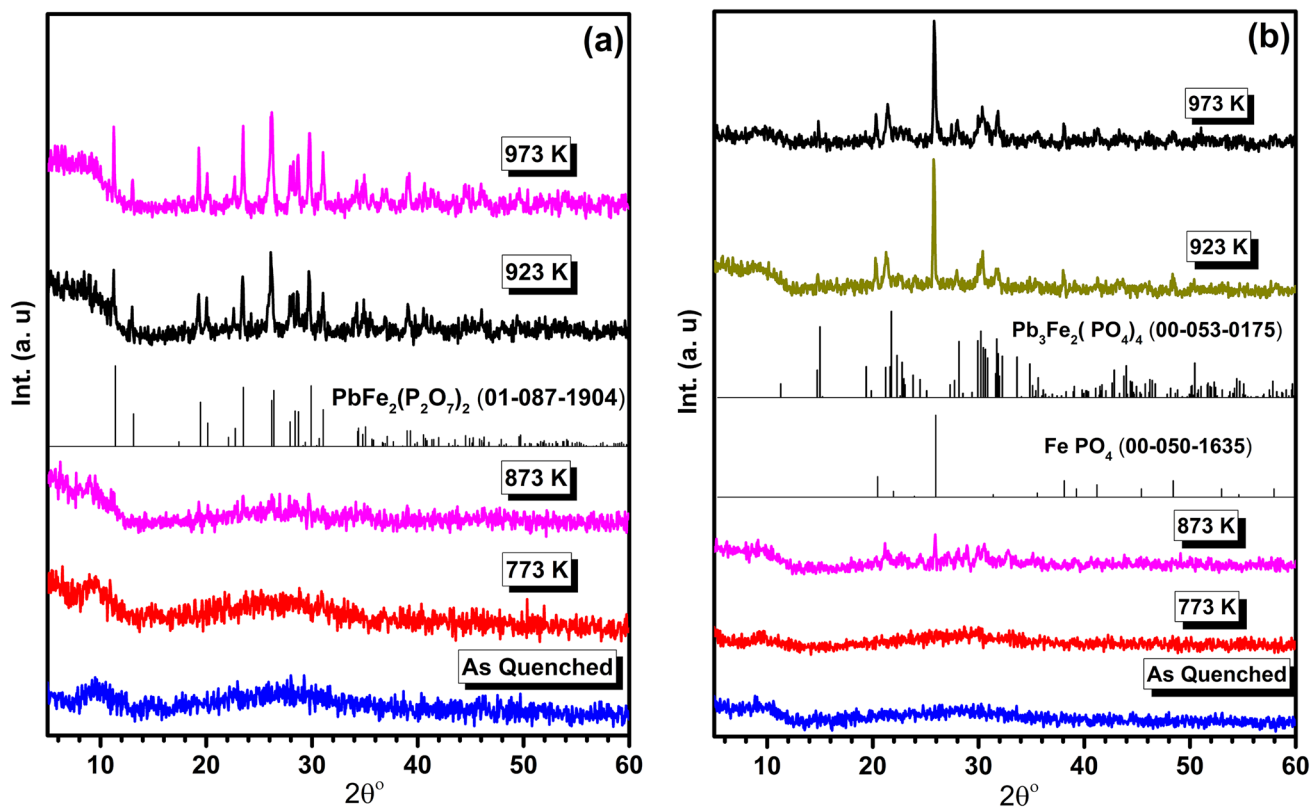 (a)
973 K
923 K
PbFe₂(P₂O₇)₂ (01-087-1904)
873 K
773 K
As Quenched
Int. (a. u)
10 20 30 40 50 60
2θ°
(b)
973 K
923 K
Pb₃Fe₂( PO₄)₄ (00-053-0175)
Fe PO₄ (00-050-1635)
873 K
773 K
As Quenched
Int. (a. u)
10 20 30 40 50 60
2θ°